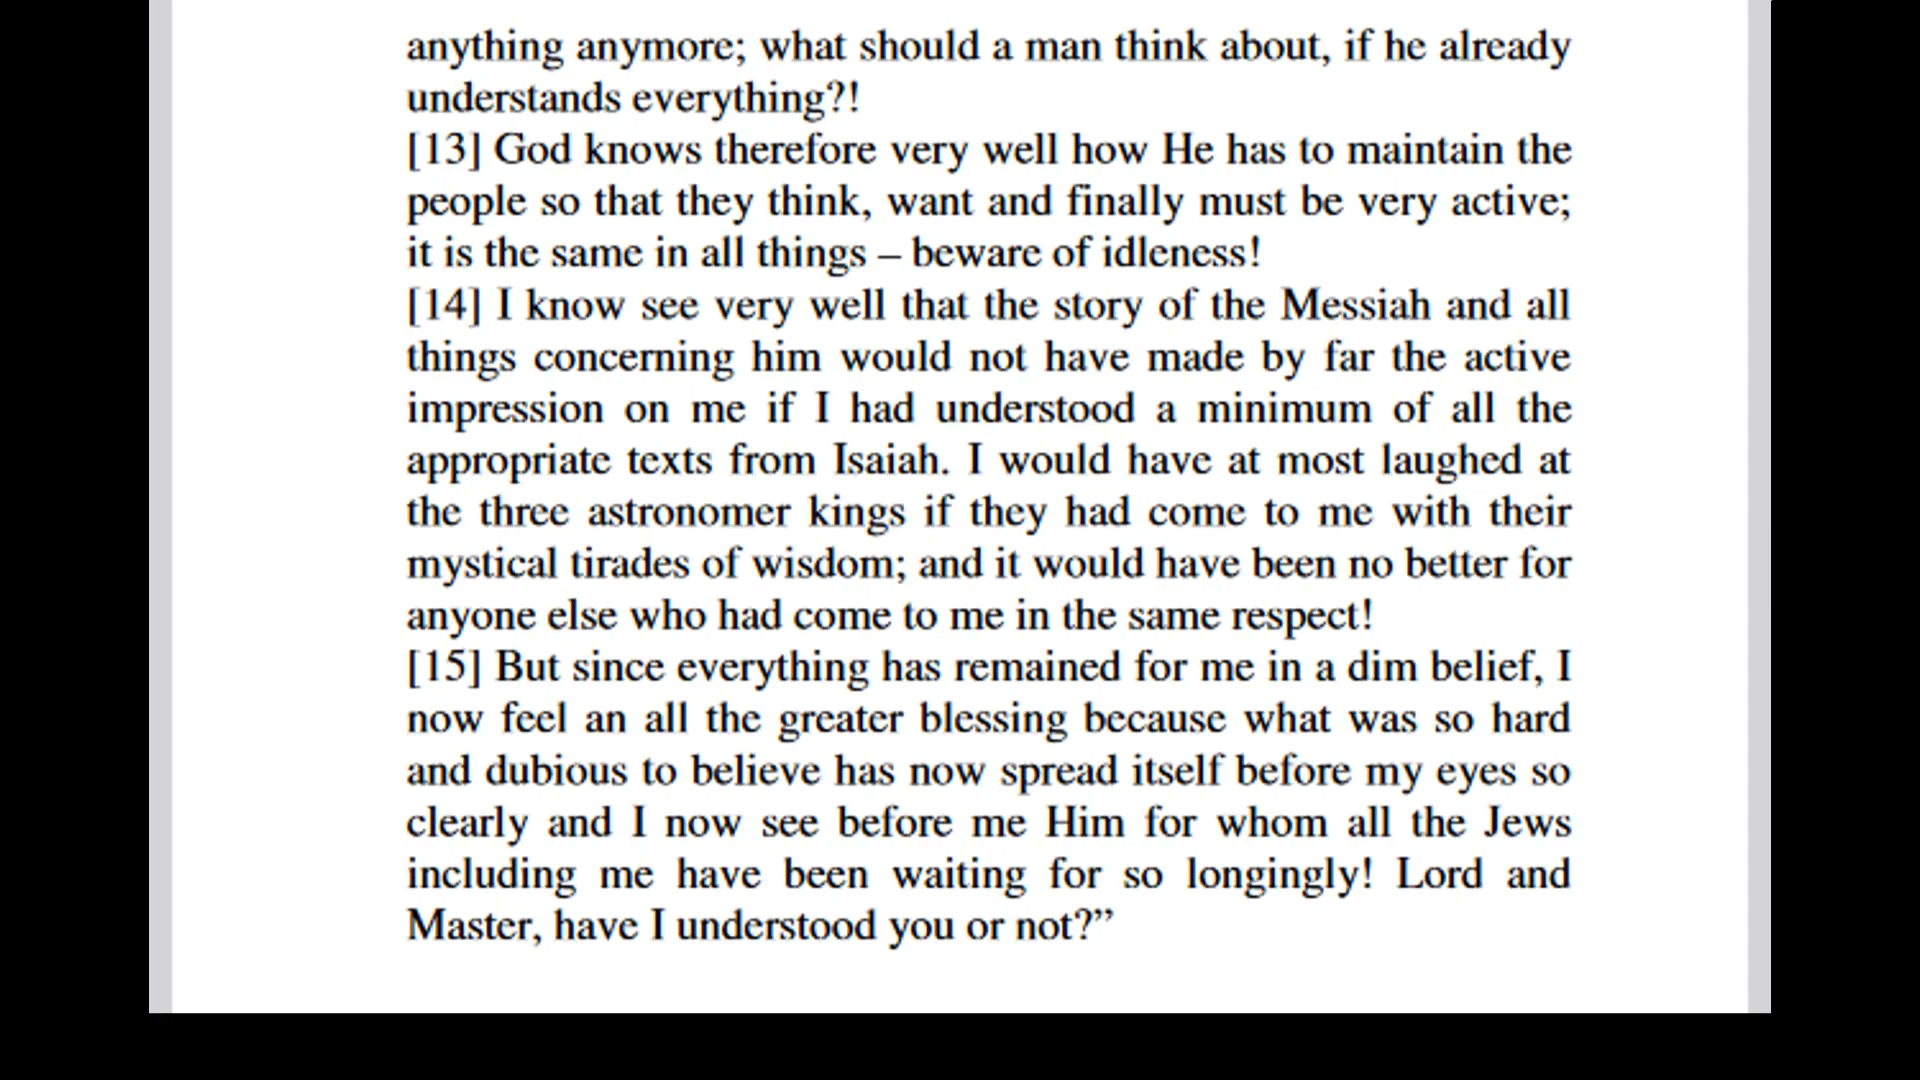 anything anymore; what should a man think about, if he already
understands everything?!
[13] God knows therefore very well how He has to maintain the
people so that they think, want and finally must be very active;
it is the same in all things – beware of idleness!
[14] I know see very well that the story of the Messiah and all
things concerning him would not have made by far the active
impression on me if I had understood a minimum of all the
appropriate texts from Isaiah. I would have at most laughed at
the three astronomer kings if they had come to me with their
mystical tirades of wisdom; and it would have been no better for
anyone else who had come to me in the same respect!
[15] But since everything has remained for me in a dim belief, I
now feel an all the greater blessing because what was so hard
and dubious to believe has now spread itself before my eyes so
clearly and I now see before me Him for whom all the Jews
including me have been waiting for so longingly! Lord and
Master, have I understood you or not?”